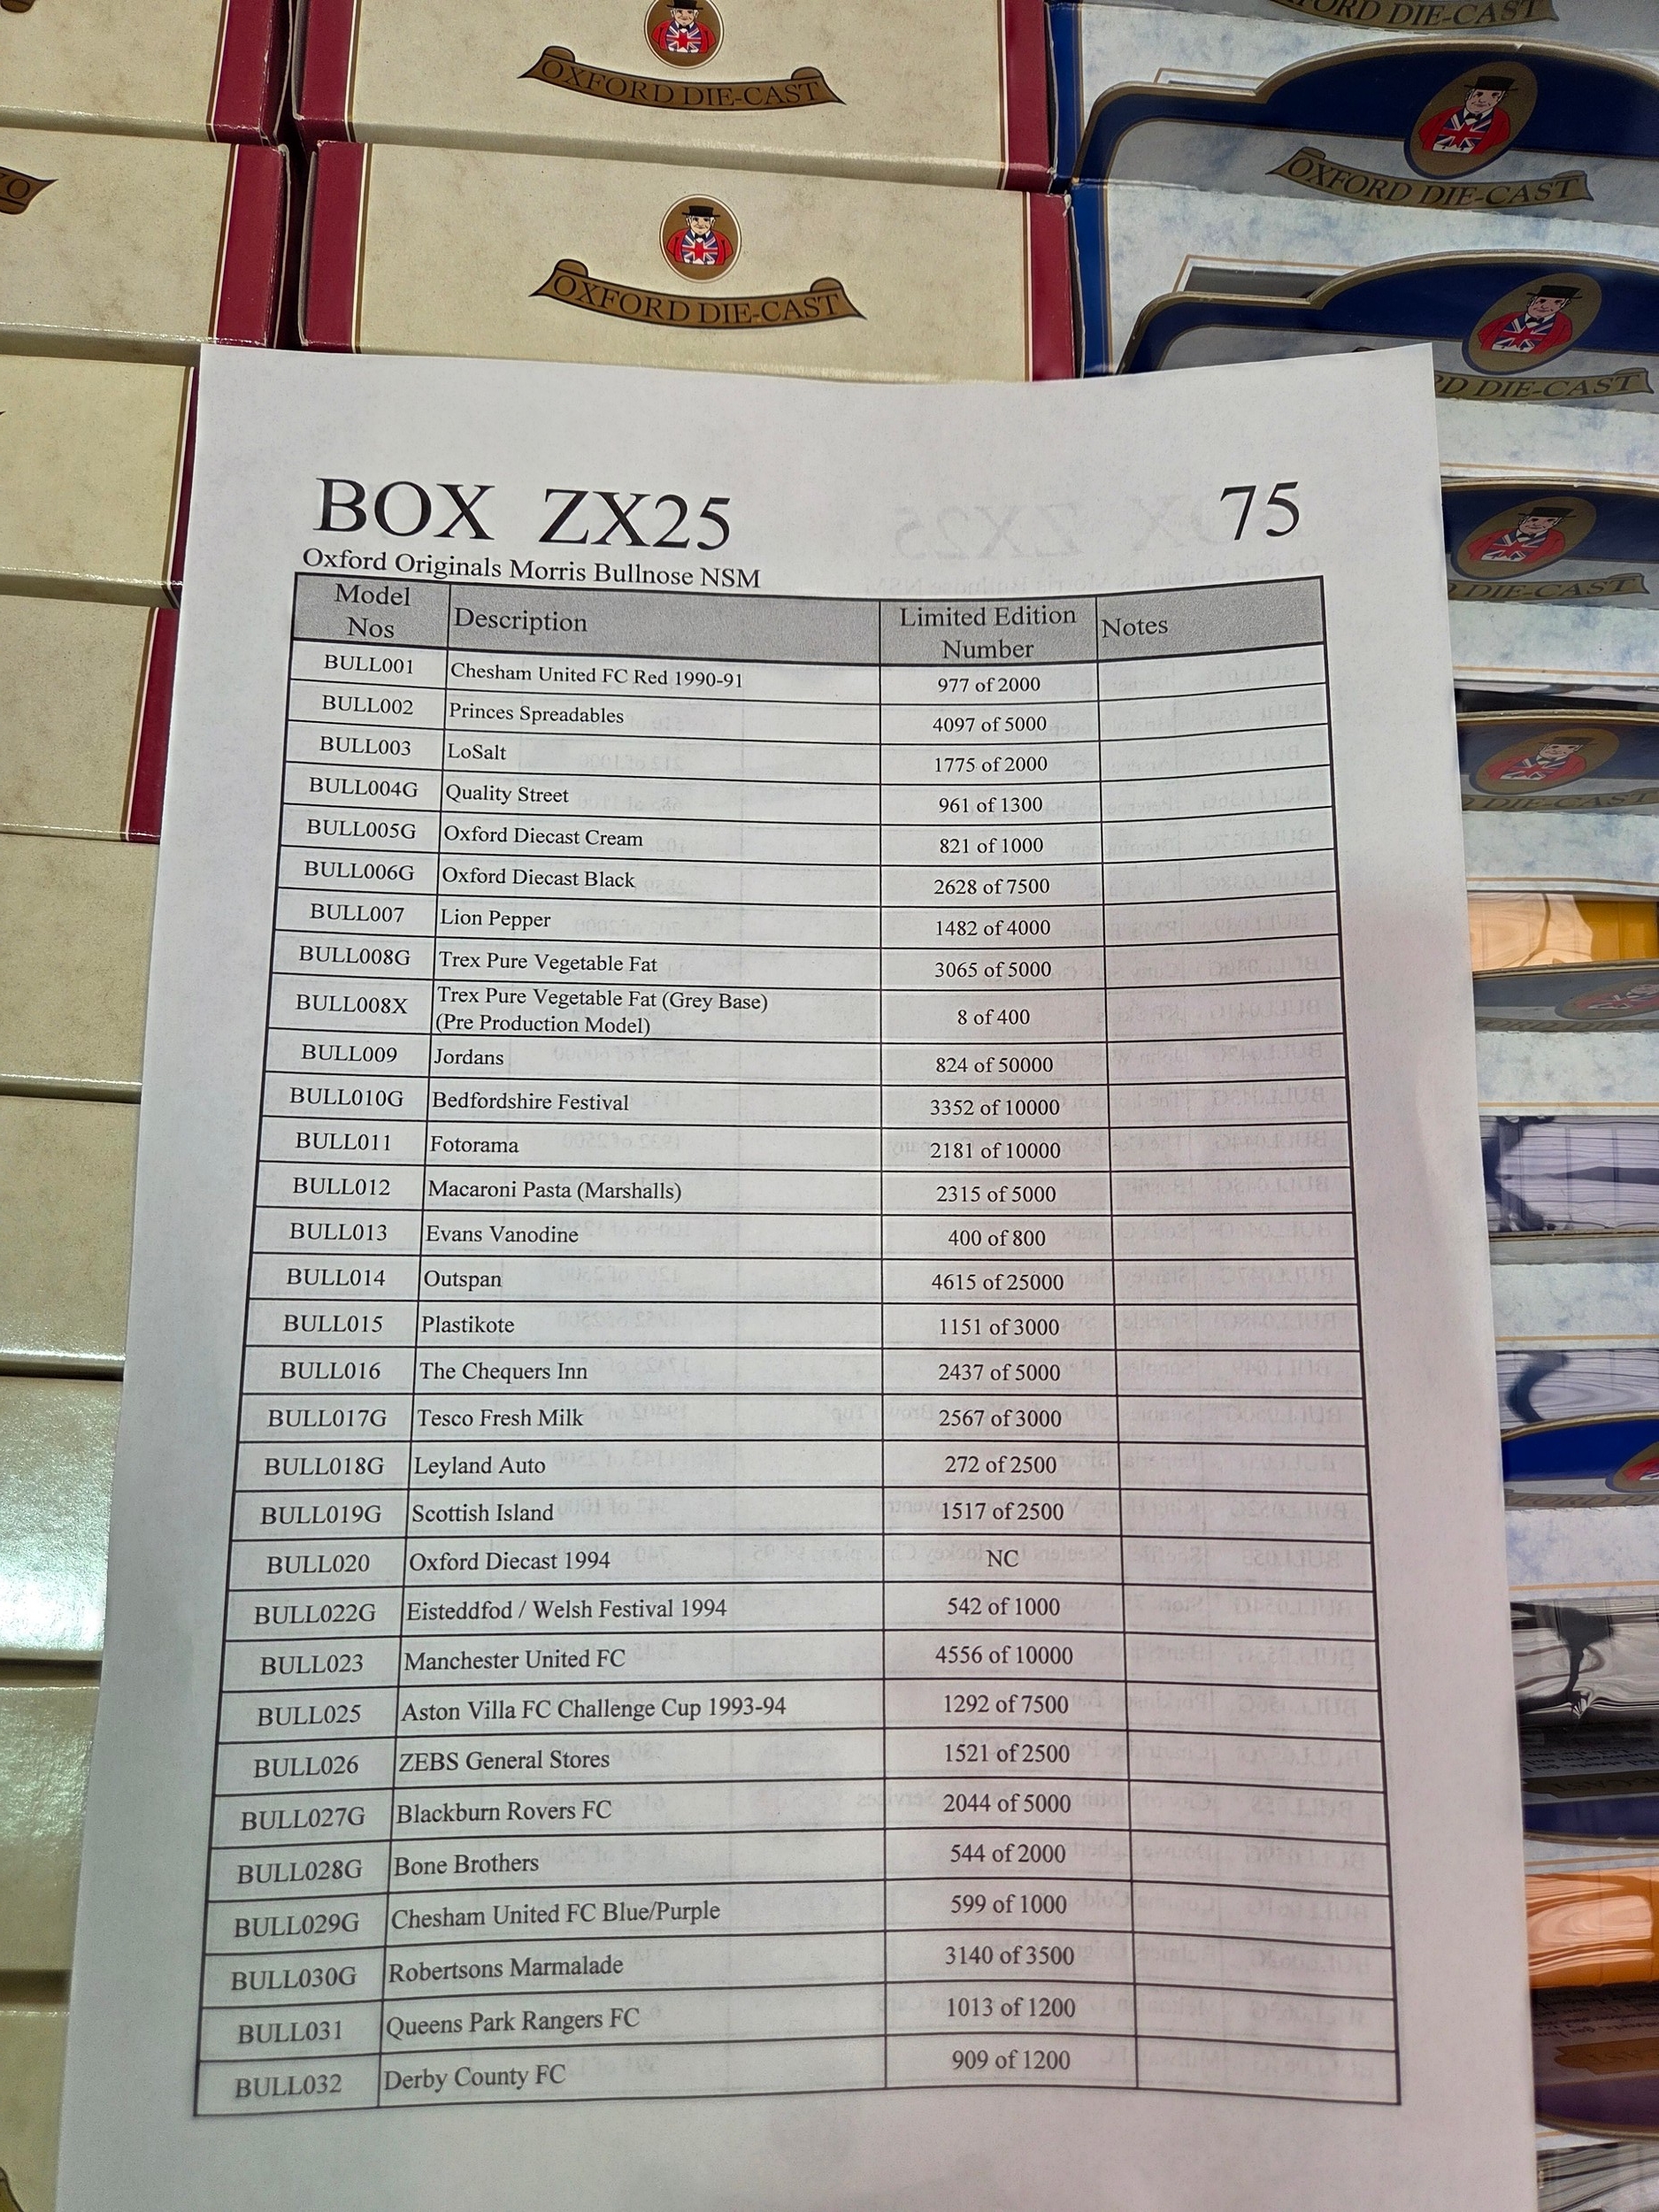 OXFORD DIE-CAST
OXFORD DIE-CAST
OXFORD DIE-CAST
OXFORD DIE-CAST
DIE-CAST
DIE-CAST
DIE-CAST
BOX ZX25 75
Oxford Originals Morris Bullnose NSM
Model Nos Description Limited Edition Number Notes
BULL001 Chesham United FC Red 1990-91 977 of 2000
BULL002 Princes Spreadables 4097 of 5000
BULL003 LoSalt 1775 of 2000
BULL004G Quality Street 961 of 1300
BULL005G Oxford Diecast Cream 821 of 1000
BULL006G Oxford Diecast Black 2628 of 7500
BULL007 Lion Pepper 1482 of 4000
BULL008G Trex Pure Vegetable Fat 3065 of 5000
BULL008X Trex Pure Vegetable Fat (Grey Base)
(Pre Production Model) 8 of 400
BULL009 Jordans 824 of 50000
BULL010G Bedfordshire Festival 3352 of 10000
BULL011 Fotorama 2181 of 10000
BULL012 Macaroni Pasta (Marshalls) 2315 of 5000
BULL013 Evans Vanodine 400 of 800
BULL014 Outspan 4615 of 25000
BULL015 Plastikote 1151 of 3000
BULL016 The Chequers Inn 2437 of 5000
BULL017G Tesco Fresh Milk 2567 of 3000
BULL018G Leyland Auto 272 of 2500
BULL019G Scottish Island 1517 of 2500
BULL020 Oxford Diecast 1994 NC
BULL022G Eisteddfod / Welsh Festival 1994 542 of 1000
BULL023 Manchester United FC 4556 of 10000
BULL025 Aston Villa FC Challenge Cup 1993-94 1292 of 7500
BULL026 ZEBS General Stores 1521 of 2500
BULL027G Blackburn Rovers FC 2044 of 5000
BULL028G Bone Brothers 544 of 2000
BULL029G Chesham United FC Blue/Purple 599 of 1000
BULL030G Robertsons Marmalade 3140 of 3500
BULL031 Queens Park Rangers FC 1013 of 1200
BULL032 Derby County FC 909 of 1200